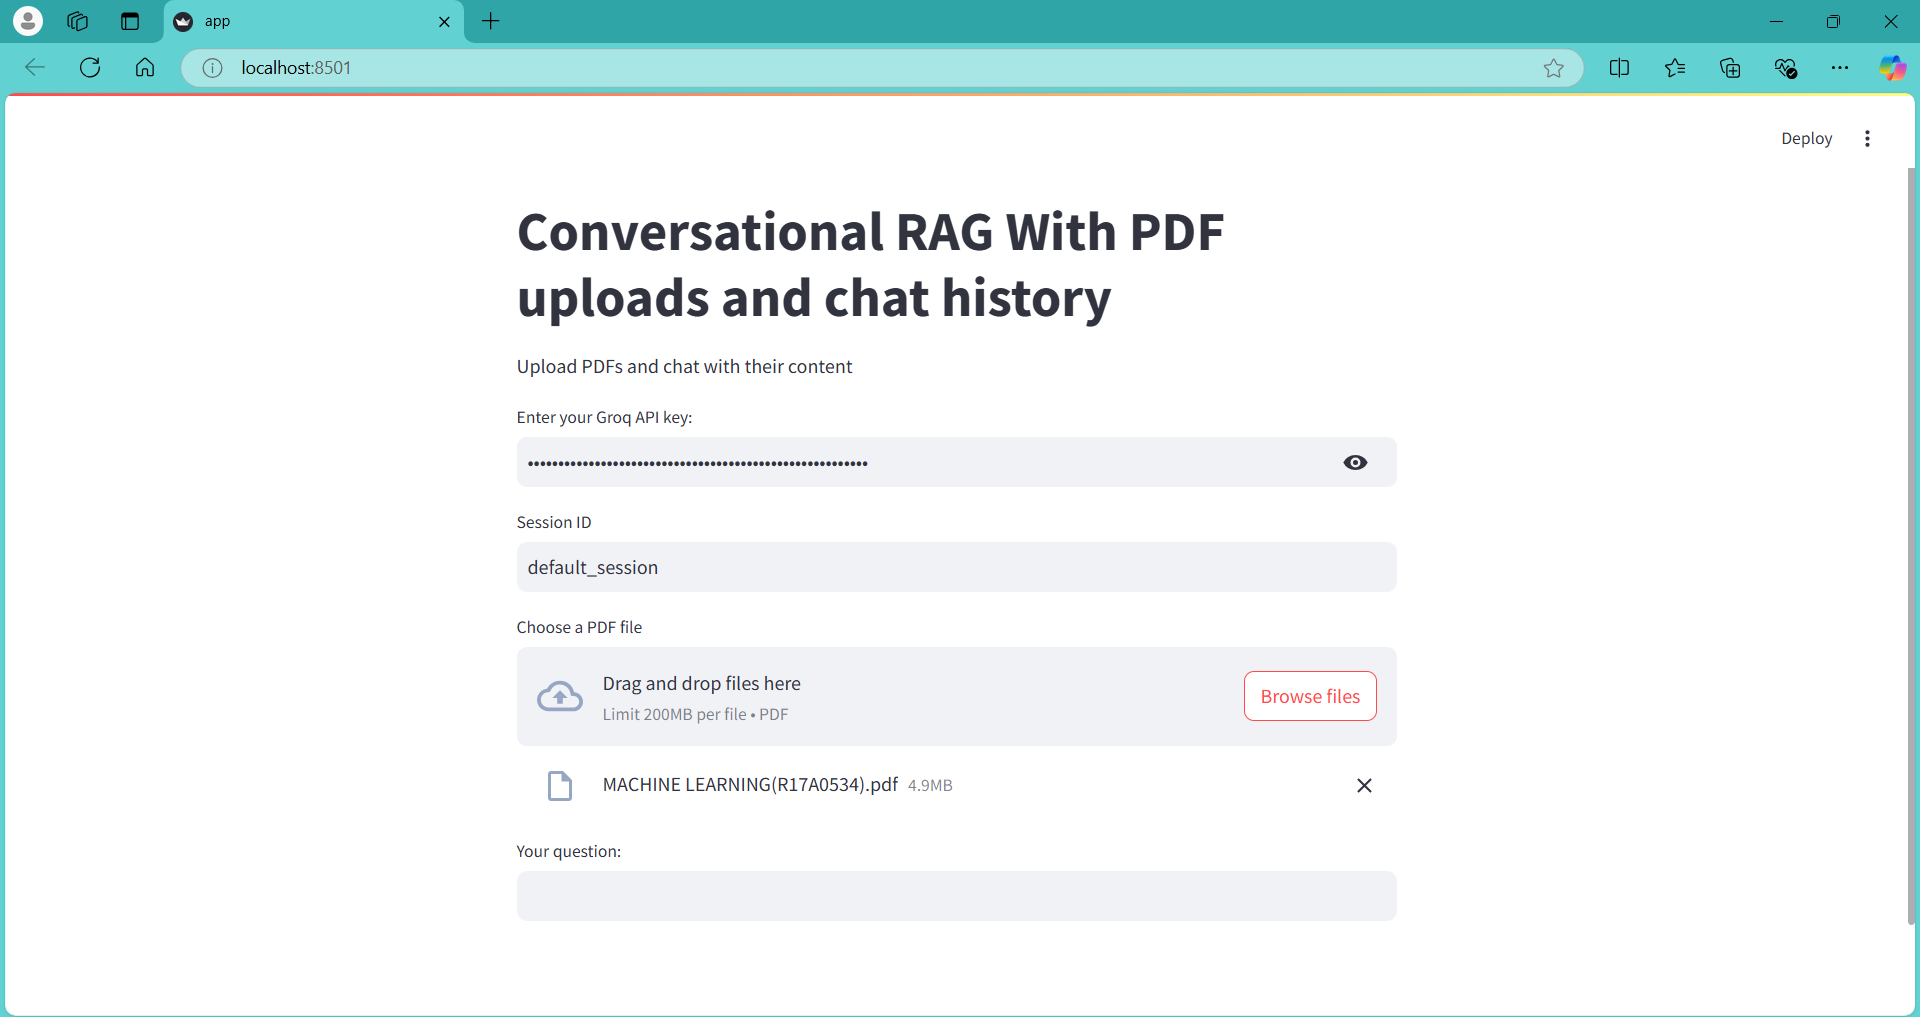 app
localhost:8501
Deploy
Conversational RAG With PDF
uploads and chat history
Upload PDFs and chat with their content
Enter your Groq API key:
Session ID
default_session
Choose a PDF file
Drag and drop files here
Limit 200MB per file • PDF
Browse files
MACHINE LEARNING(R17A0534).pdf 4.9MB
Your question: